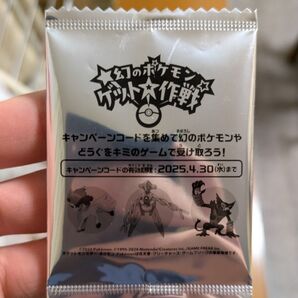 幻のポケモン
ゲット★作戦
キャンペーンコードを集めて幻のポケモンや
どうぐをキミのゲームで受け取ろう!
キャンペーンコードの有効期限:2025.4.30(水)まで